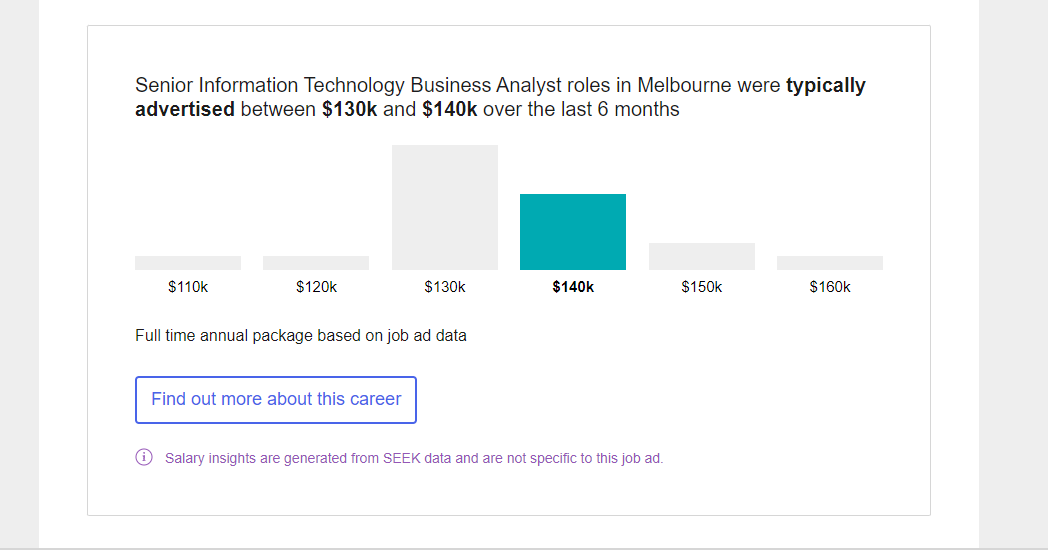 Senior Information Technology Business Analyst roles in Melbourne were typically
advertised between $130k and $140k over the last 6 months
$110k $120k $130k $140k $150k $160k
Full time annual package based on job ad data
Find out more about this career
Salary insights are generated from SEEK data and are not specific to this job ad.